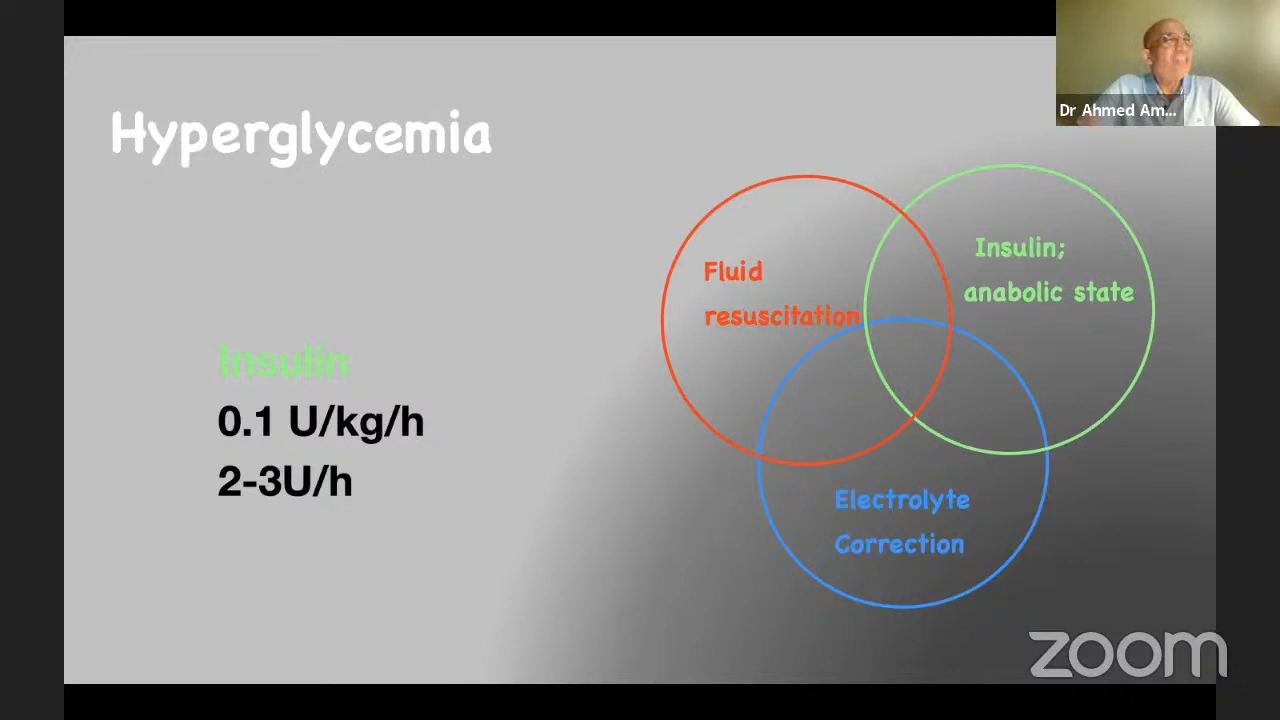 Dr Ahmed Am...
Hyperglycemia
Insulin;
anabolic state
Fluid
resuscitation
insulin
0.1 U/kg/h
2-3U/h
Electrolyte
Correction
zoom